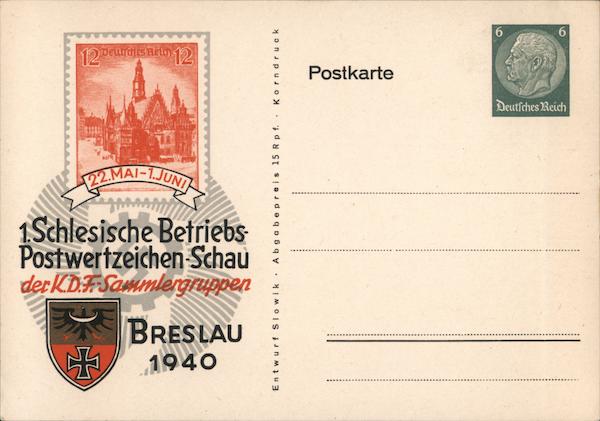 12 Deutsches Reich 12
22. MAI - 1. JUNI
1. Schlesische Betriebs-
Postwertzeichen-Schau
der K.D.F.-Sammlergruppen
BRESLAU
1940
Entwurf Slowik · Abgabepreis 15 Rpf. · Korndruck
Postkarte
6 6
Deutsches Reich